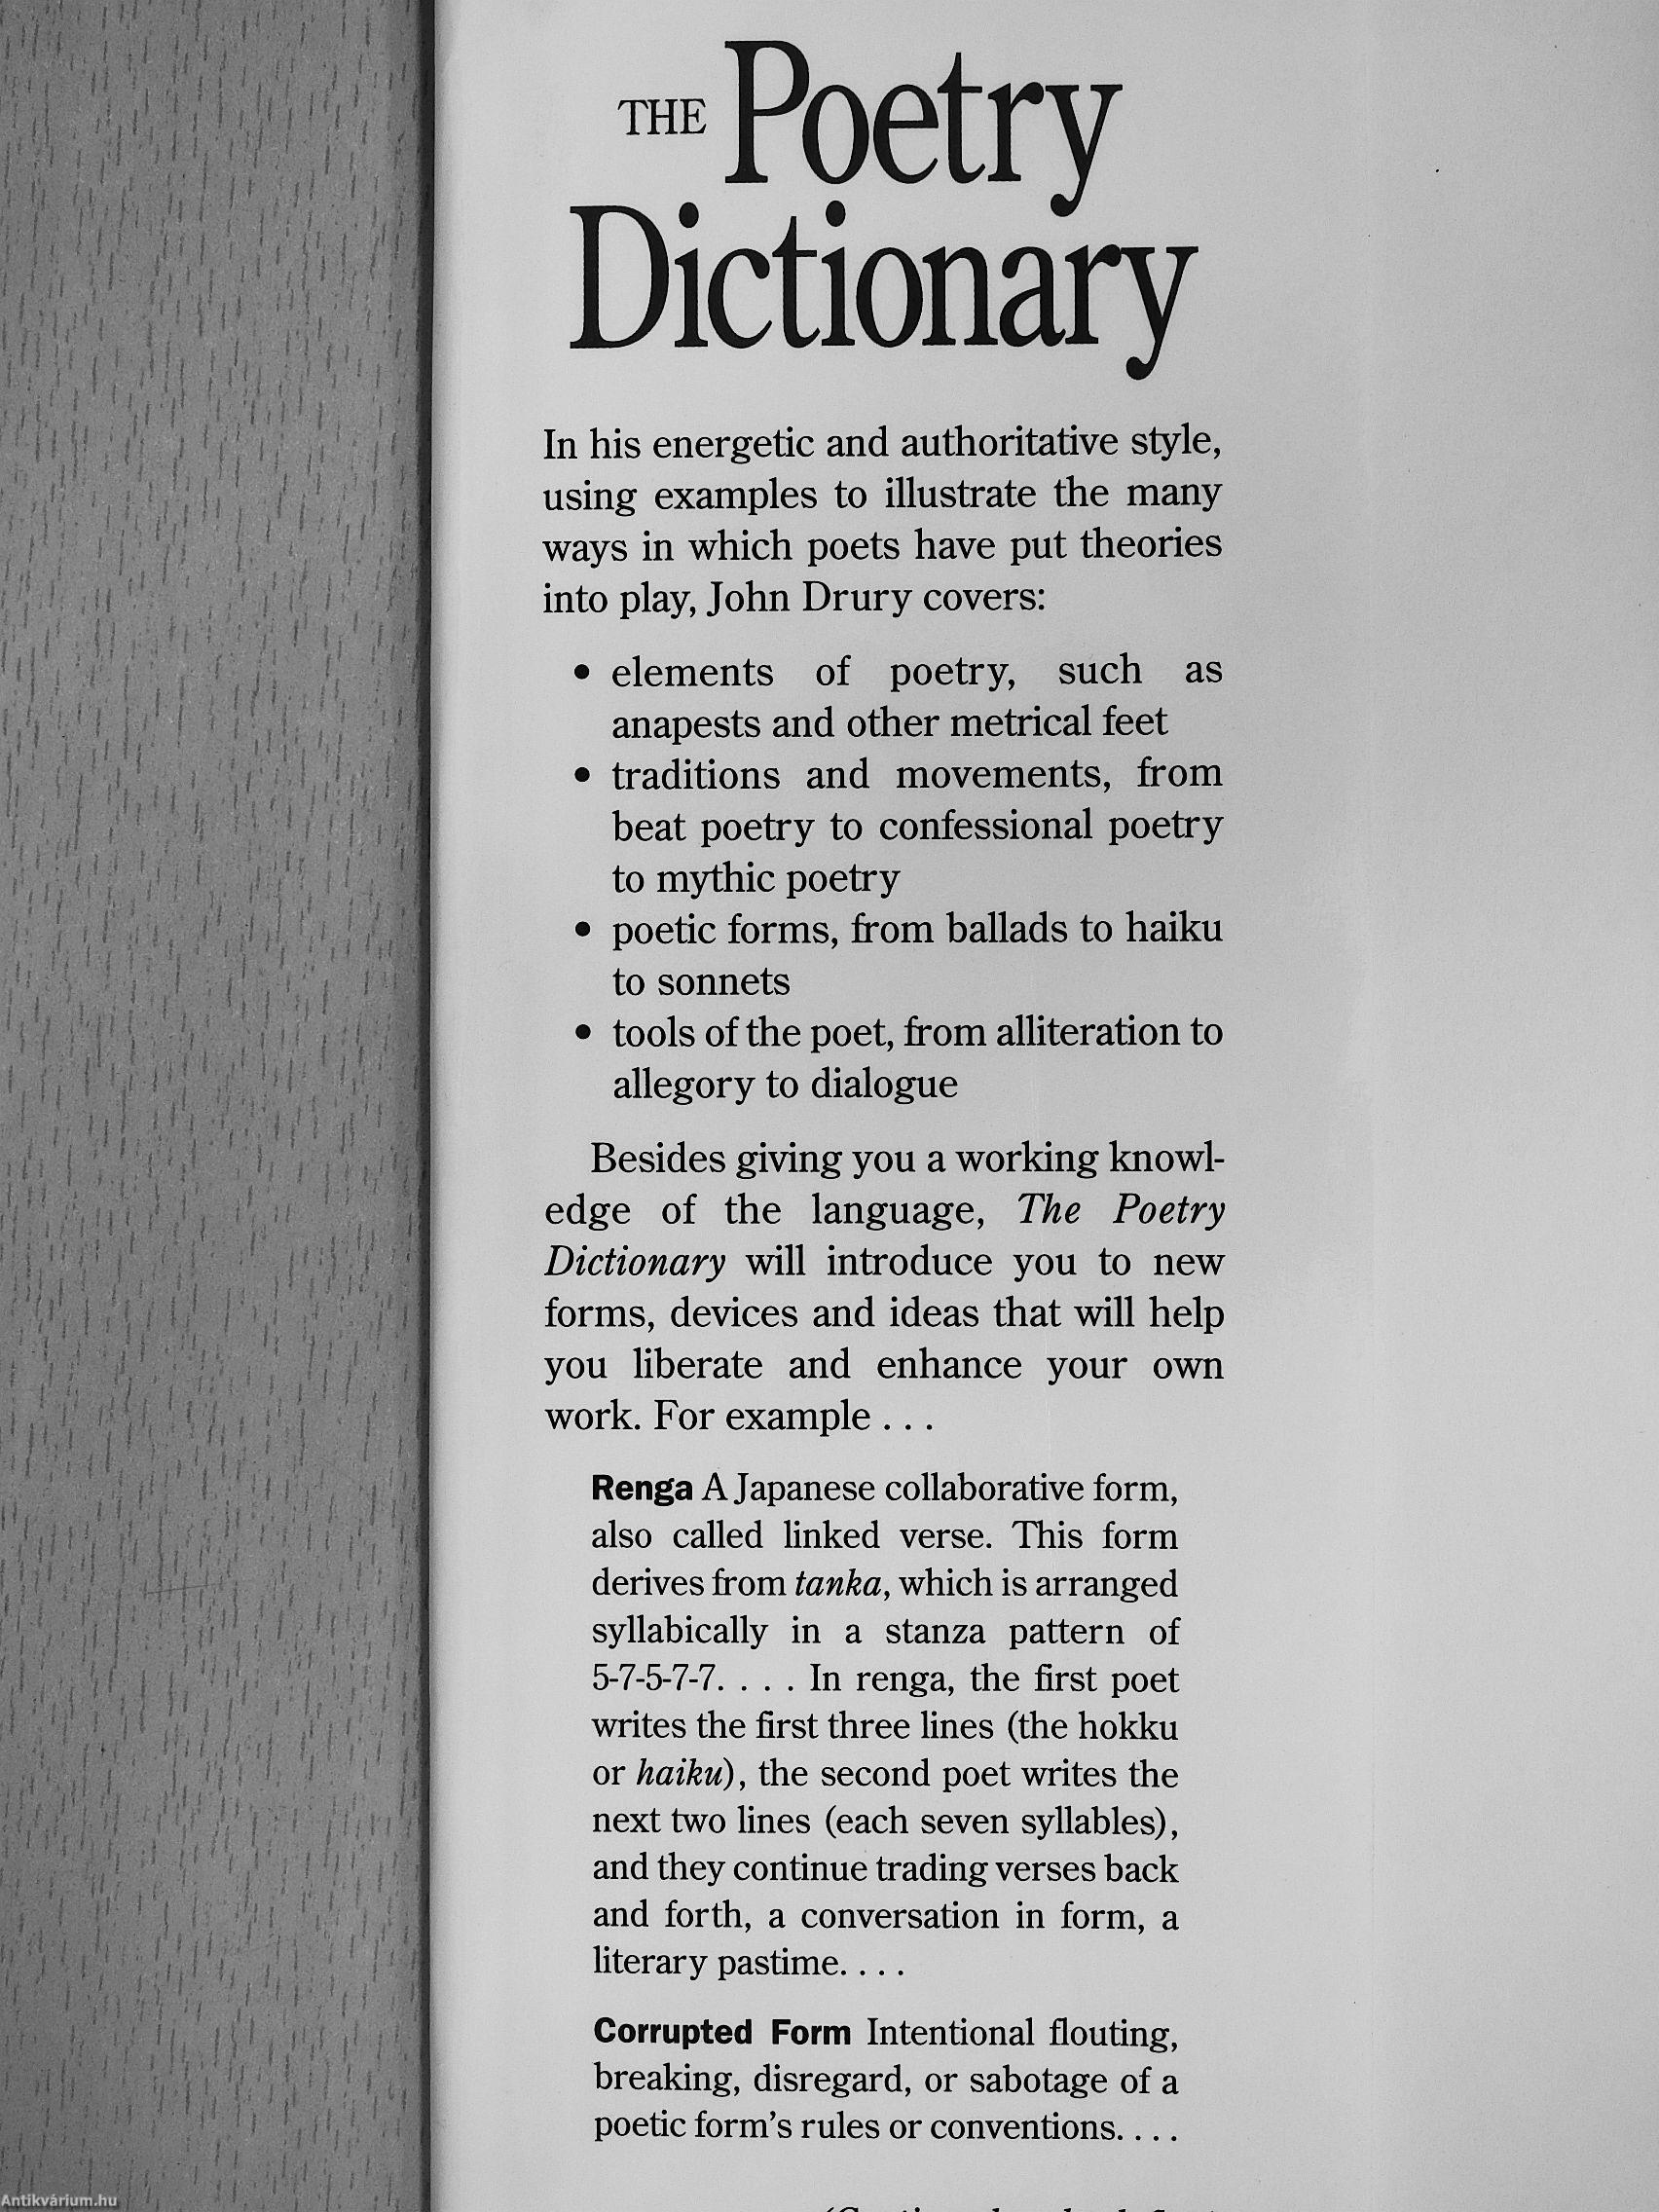 THE Poetry
Dictionary
In his energetic and authoritative style,
using examples to illustrate the many
ways in which poets have put theories
into play, John Drury covers:
• elements of poetry, such as
anapests and other metrical feet
• traditions and movements, from
beat poetry to confessional poetry
to mythic poetry
• poetic forms, from ballads to haiku
to sonnets
• tools of the poet, from alliteration to
allegory to dialogue
Besides giving you a working knowl-
edge of the language, The Poetry
Dictionary will introduce you to new
forms, devices and ideas that will help
you liberate and enhance your own
work. For example . . .
Renga A Japanese collaborative form,
also called linked verse. This form
derives from tanka, which is arranged
syllabically in a stanza pattern of
5-7-5-7-7. . . . In renga, the first poet
writes the first three lines (the hokku
or haiku), the second poet writes the
next two lines (each seven syllables),
and they continue trading verses back
and forth, a conversation in form, a
literary pastime. . . .
Corrupted Form Intentional flouting,
breaking, disregard, or sabotage of a
poetic form's rules or conventions. . . .
Antikvárium.hu